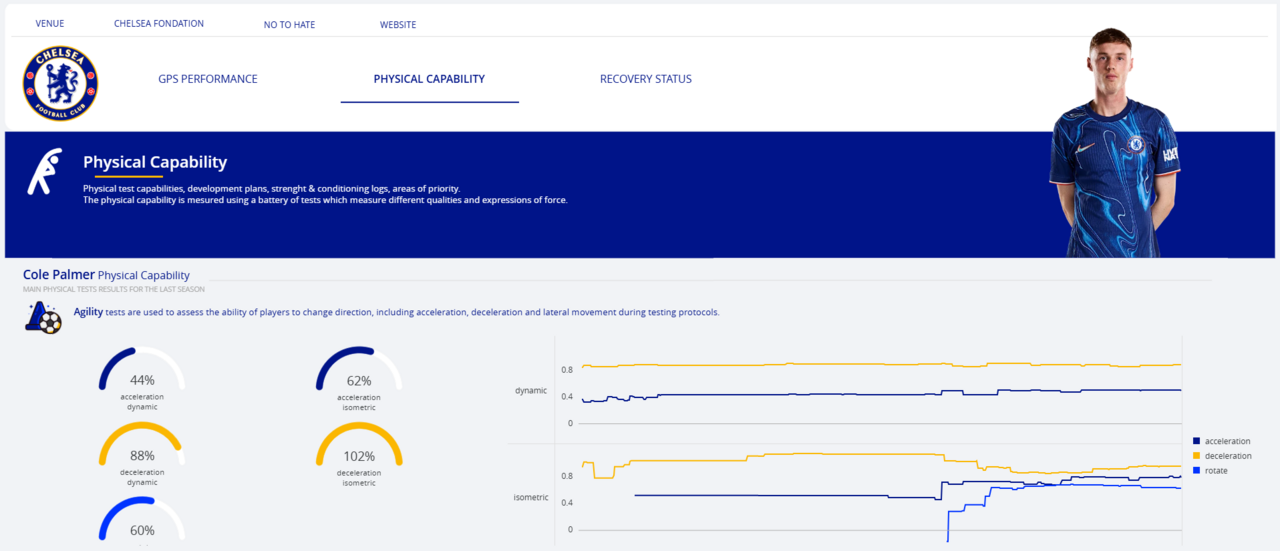 VENUE
CHELSEA FONDATION
NO TO HATE
WEBSITE
CHELSEA
FOOTBALL CLUB
GPS PERFORMANCE
PHYSICAL CAPABILITY
RECOVERY STATUS
Physical Capability
Physical test capabilities, development plans, strenght & conditioning logs, areas of priority.
The physical capability is mesured using a battery of tests which measure different qualities and expressions of force.
Cole Palmer Physical Capability
MAIN PHYSICAL TESTS RESULTS FOR THE LAST SEASON
Agility tests are used to assess the ability of players to change direction, including acceleration, deceleration and lateral movement during testing protocols.
44%
acceleration
dynamic
62%
acceleration
isometric
88%
deceleration
dynamic
102%
deceleration
isometric
60%
dynamic
0.8
0.4
0
isometric
0.8
0.4
0
acceleration
deceleration
rotate